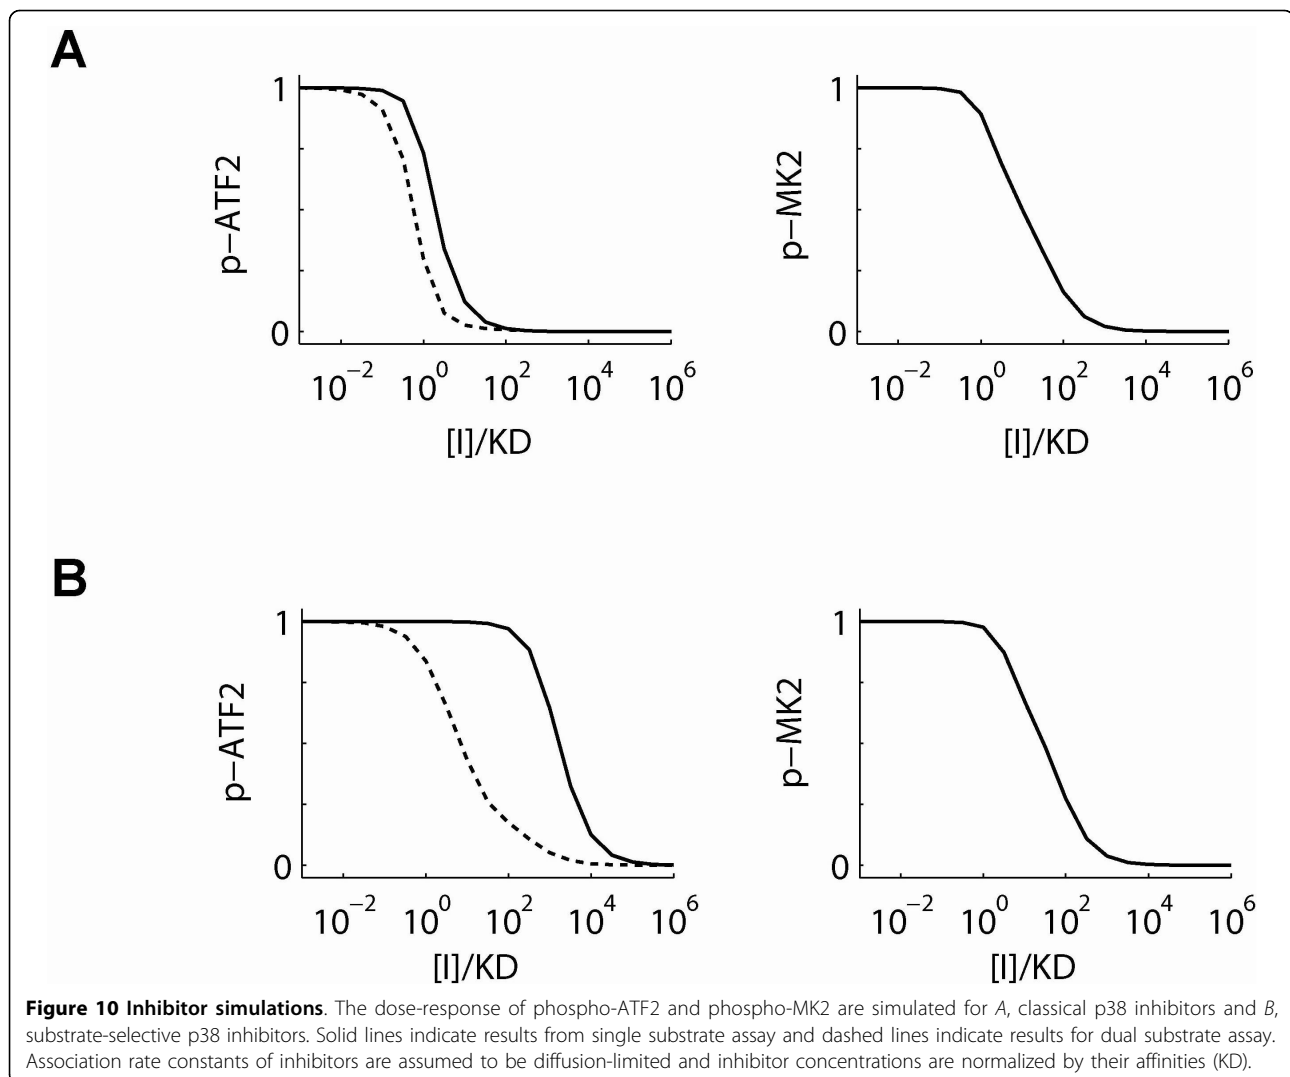 A
1
1
p–ATF2
p–MK2
0
0
10^-2 10^0 10^2 10^4 10^6
10^-2 10^0 10^2 10^4 10^6
[I]/KD
[I]/KD
B
1
1
p–ATF2
p–MK2
0
0
10^-2 10^0 10^2 10^4 10^6
10^-2 10^0 10^2 10^4 10^6
[I]/KD
[I]/KD
Figure 10 Inhibitor simulations. The dose-response of phospho-ATF2 and phospho-MK2 are simulated for A, classical p38 inhibitors and B,
substrate-selective p38 inhibitors. Solid lines indicate results from single substrate assay and dashed lines indicate results for dual substrate assay.
Association rate constants of inhibitors are assumed to be diffusion-limited and inhibitor concentrations are normalized by their affinities (KD).